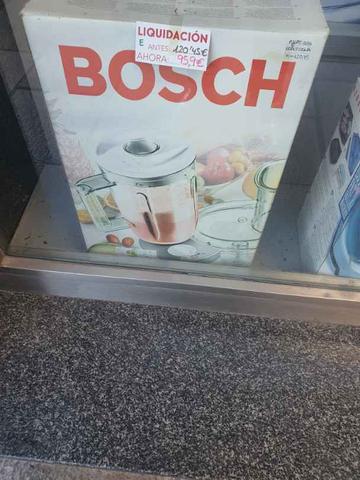 LIQUIDACIÓN
E ANTES: 120'45€
AHORA: 95,9€
BOSCH